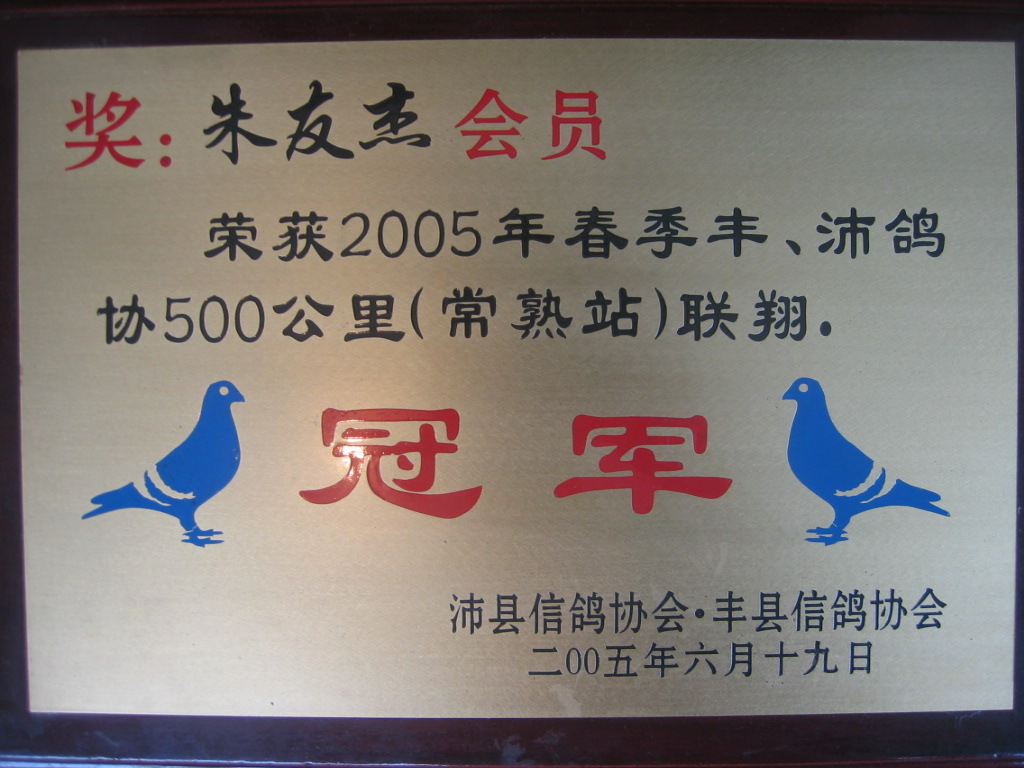 奖:朱友杰会员
荣获2005年春季丰、沛鸽
协500公里(常熟站)联翔.
冠军
沛县信鸽协会·丰县信鸽协会
二00五年六月十九日